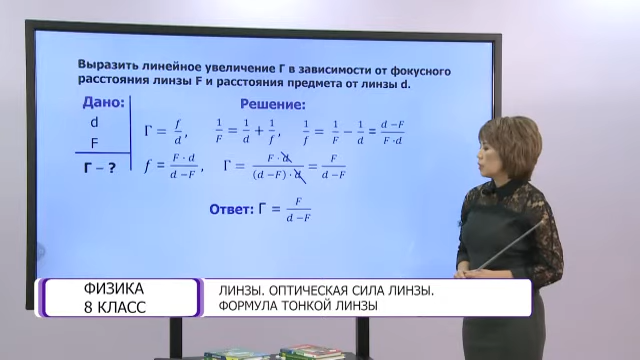 Выразить линейное увеличение Г в зависимости от фокусного
расстояния линзы F и расстояния предмета от линзы d.
Дано:
Решение:
d
F
Г – ?
Г = f/d, 1/F = 1/d + 1/f, 1/f = 1/F − 1/d = (d −F)/(F·d)
f = (F · d)/(d −F), Г = (F · d)/((d −F) · d) = F/(d −F)
Ответ: Г = F/(d −F)
ФИЗИКА
8 КЛАСС
ЛИНЗЫ. ОПТИЧЕСКАЯ СИЛА ЛИНЗЫ.
ФОРМУЛА ТОНКОЙ ЛИНЗЫ